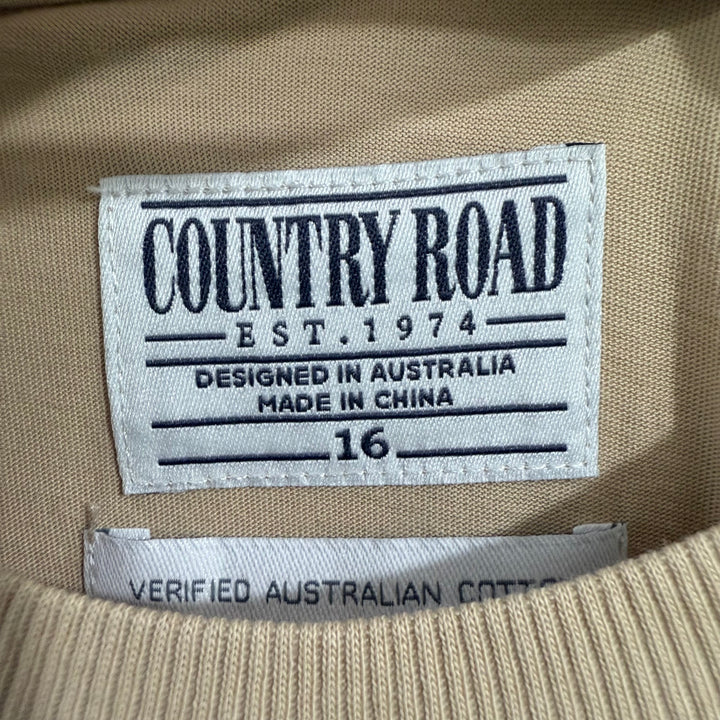 COUNTRY ROAD
EST.1974
DESIGNED IN AUSTRALIA
MADE IN CHINA
16
VERIFIED AUSTRALIAN